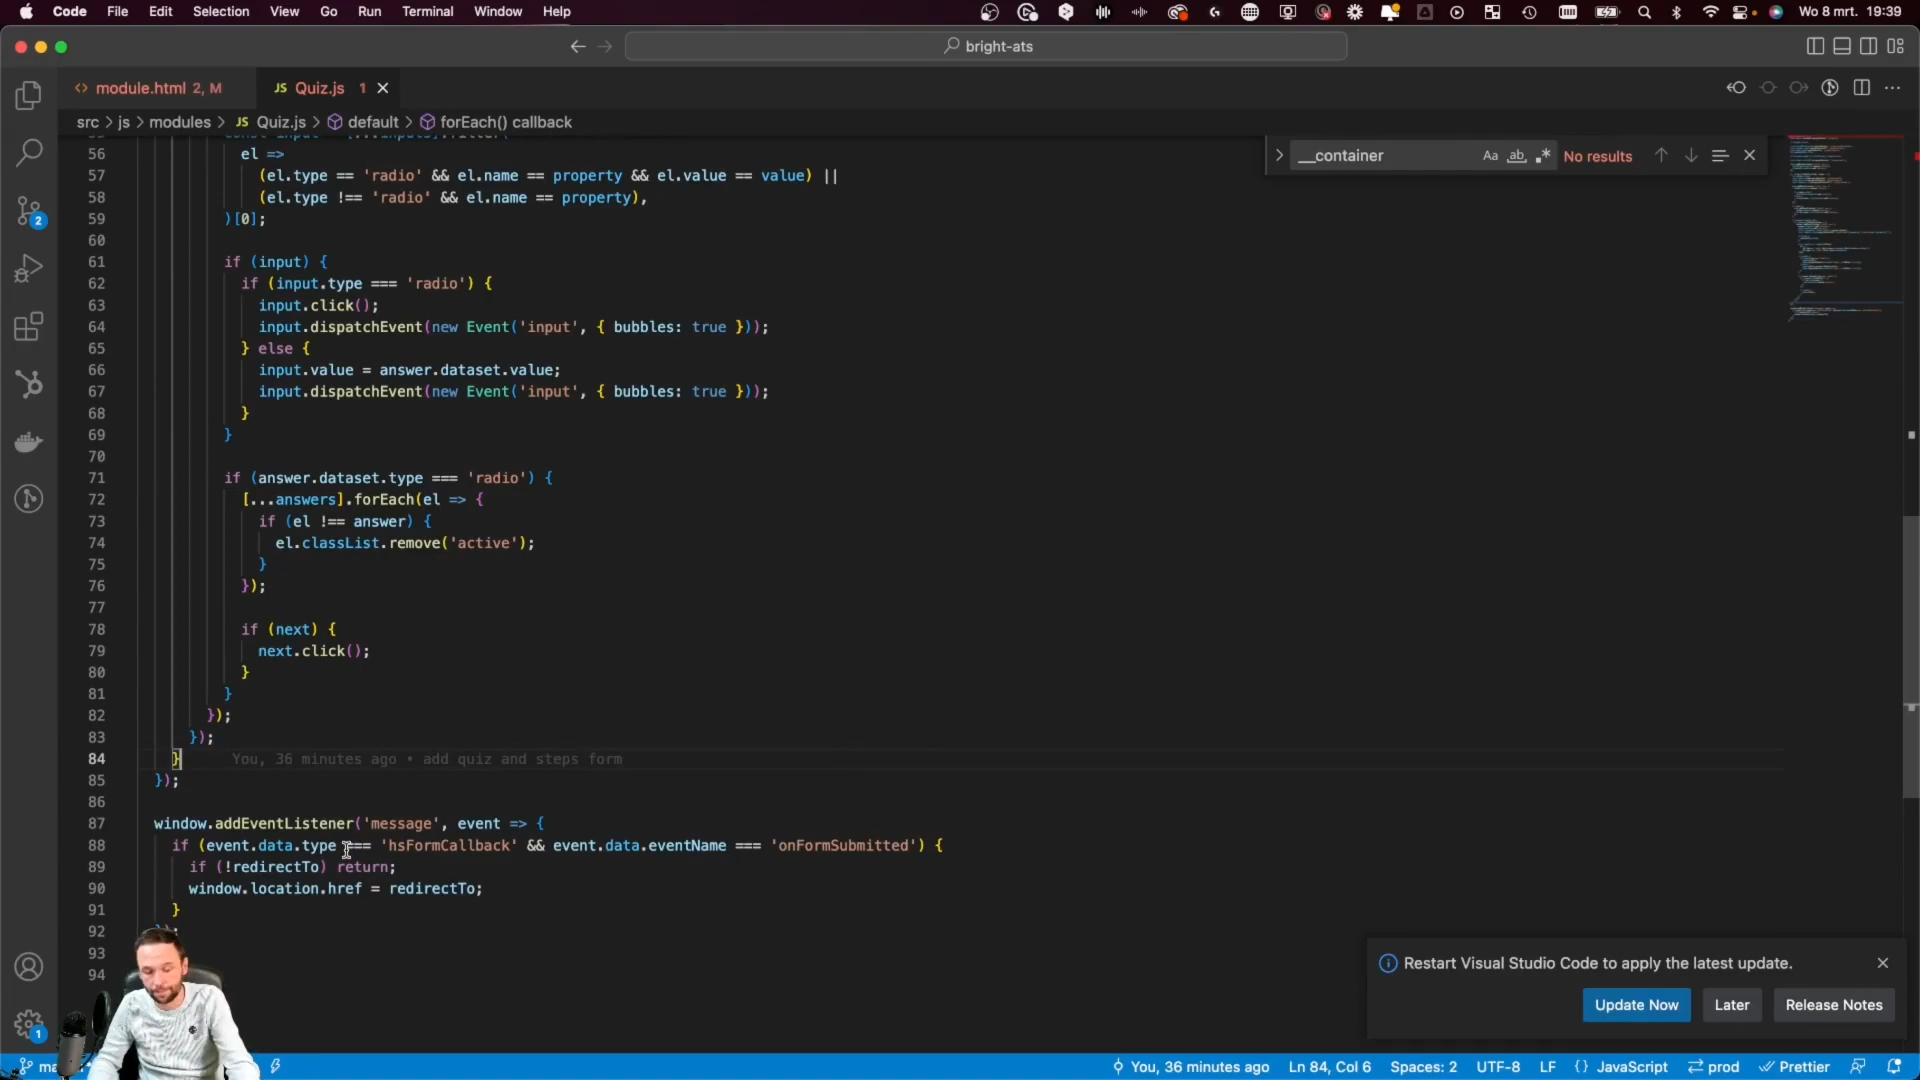 Code File Edit Selection View Go Run Terminal Window Help Wo 8 mrt. 19:39
bright-ats
module.html 2, M JS Quiz.js 1
src > js > modules > JS Quiz.js > default > forEach() callback
__container Aa ab No results
56 el =>
57 (el.type == 'radio' && el.name == property && el.value == value) ||
58 (el.type !== 'radio' && el.name == property),
59 )[0];
60
61 if (input) {
62 if (input.type === 'radio') {
63 input.click();
64 input.dispatchEvent(new Event('input', { bubbles: true }));
65 } else {
66 input.value = answer.dataset.value;
67 input.dispatchEvent(new Event('input', { bubbles: true }));
68 }
69 }
70
71 if (answer.dataset.type === 'radio') {
72 [...answers].forEach(el => {
73 if (el !== answer) {
74 el.classList.remove('active');
75 }
76 });
77
78 if (next) {
79 next.click();
80 }
81 }
82 });
83 });
84 } You, 36 minutes ago • add quiz and steps form
85 });
86
87 window.addEventListener('message', event => {
88 if (event.data.type === 'hsFormCallback' && event.data.eventName === 'onFormSubmitted') {
89 if (!redirectTo) return;
90 window.location.href = redirectTo;
91 }
92
93
94
2
1
Restart Visual Studio Code to apply the latest update.
Update Now Later Release Notes
You, 36 minutes ago Ln 84, Col 6 Spaces: 2 UTF-8 LF {} JavaScript prod Prettier